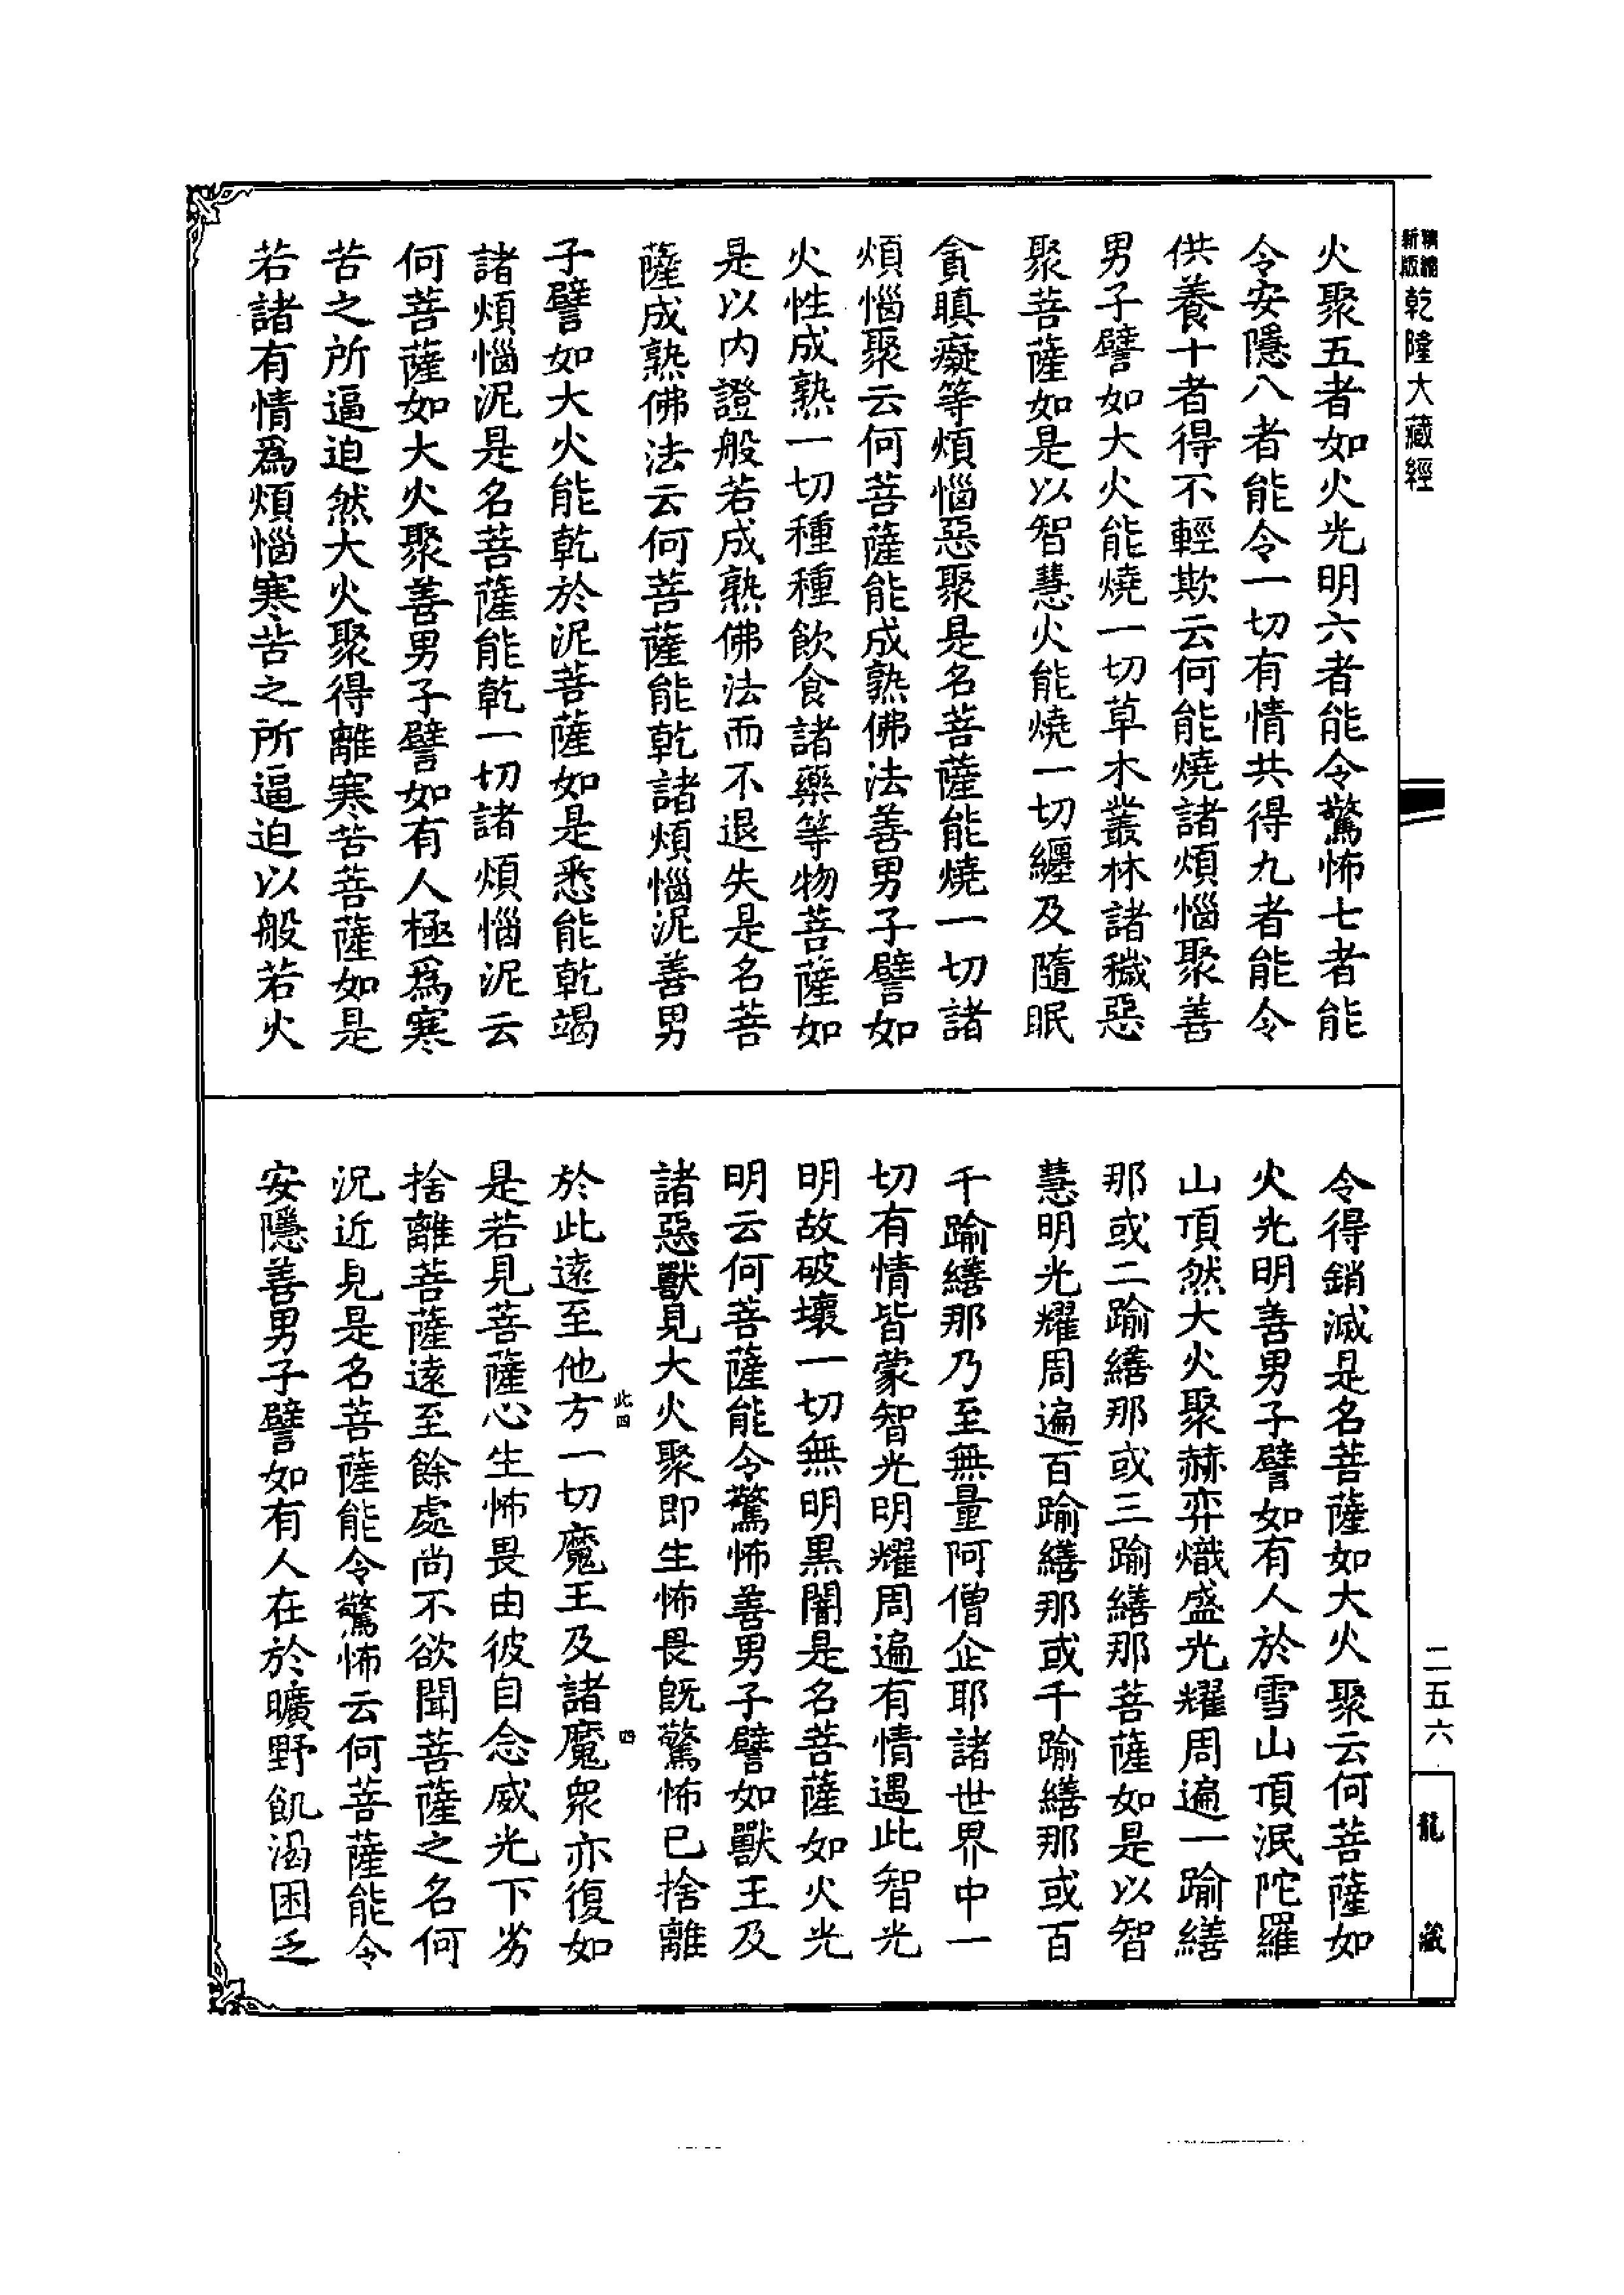 精縮
新版
乾隆大藏經
火聚五者如火光明六者能令驚怖七者能
令安隱八者能令一切有情共得九者能令
供養十者得不輕欺云何能燒諸煩惱聚善
男子譬如大火能燒一切草木叢林諸穢惡
聚菩薩如是以智慧火能燒一切纏及隨眠
貪瞋癡等煩惱惡聚是名菩薩能燒一切諸
煩惱聚云何菩薩能成熟佛法善男子譬如
火性成熟一切種種飲食諸藥等物菩薩如
是以内證般若成熟佛法而不退失是名菩
薩成熟佛法云何菩薩能乾諸煩惱泥善男
子譬如大火能乾於泥菩薩如是悉能乾竭
諸煩惱泥是名菩薩能乾一切諸煩惱泥云
何菩薩如大火聚善男子譬如有人極爲寒
苦之所逼迫然大火聚得離寒苦菩薩如是
若諸有情爲煩惱寒苦之所逼迫以般若火
令得銷滅是名菩薩如大火聚云何菩薩如
火光明善男子譬如有人於雪山頂泯陀羅
山頂然大火聚赫弈熾盛光耀周遍一踰繕
那或二踰繕那或三踰繕那菩薩如是以智
慧明光耀周遍百踰繕那或千踰繕那或百
千踰繕那乃至無量阿僧企耶諸世界中一
切有情皆蒙智光明耀周遍有情遇此智光
明故破壞一切無明黒闇是名菩薩如火光
明云何菩薩能令驚怖善男子譬如獸王及
諸惡獸見大火聚即生怖畏旣驚怖已捨離
此四
四
於此遠至他方一切魔王及諸魔衆亦復如
是若見菩薩心生怖畏由彼自念威光下劣
捨離菩薩遠至餘處尚不欲聞菩薩之名何
況近見是名菩薩能令驚怖云何菩薩能令
安隱善男子譬如有人在於曠野飢渴困乏
二五六
龍藏